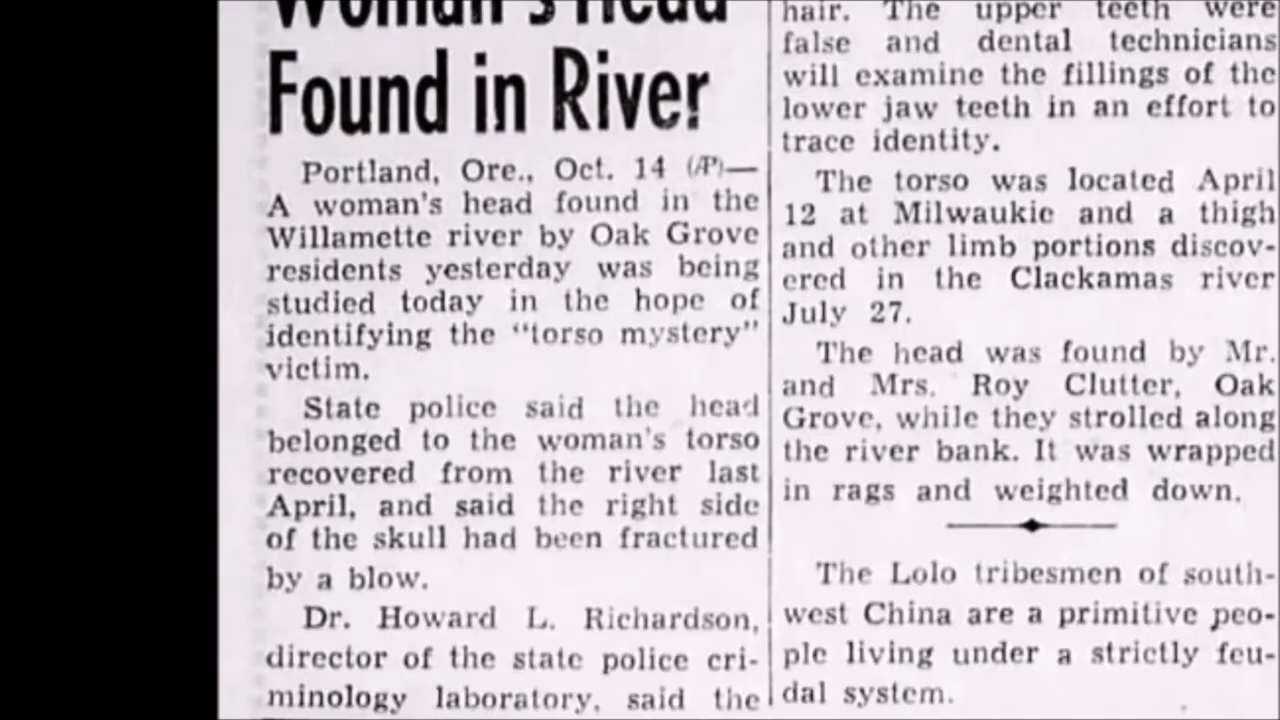 Woman's Head
Found in River
Portland, Ore., Oct. 14 (AP)—
A woman's head found in the
Willamette river by Oak Grove
residents yesterday was being
studied today in the hope of
identifying the "torso mystery"
victim.
State police said the head
belonged to the woman's torso
recovered from the river last
April, and said the right side
of the skull had been fractured
by a blow.
Dr. Howard L. Richardson,
director of the state police cri-
minology laboratory, said the
hair. The upper teeth were
false and dental technicians
will examine the fillings of the
lower jaw teeth in an effort to
trace identity.
The torso was located April
12 at Milwaukie and a thigh
and other limb portions discov-
ered in the Clackamas river
July 27.
The head was found by Mr.
and Mrs. Roy Clutter, Oak
Grove, while they strolled along
the river bank. It was wrapped
in rags and weighted down.
The Lolo tribesmen of south-
west China are a primitive peo-
ple living under a strictly feu-
dal system.